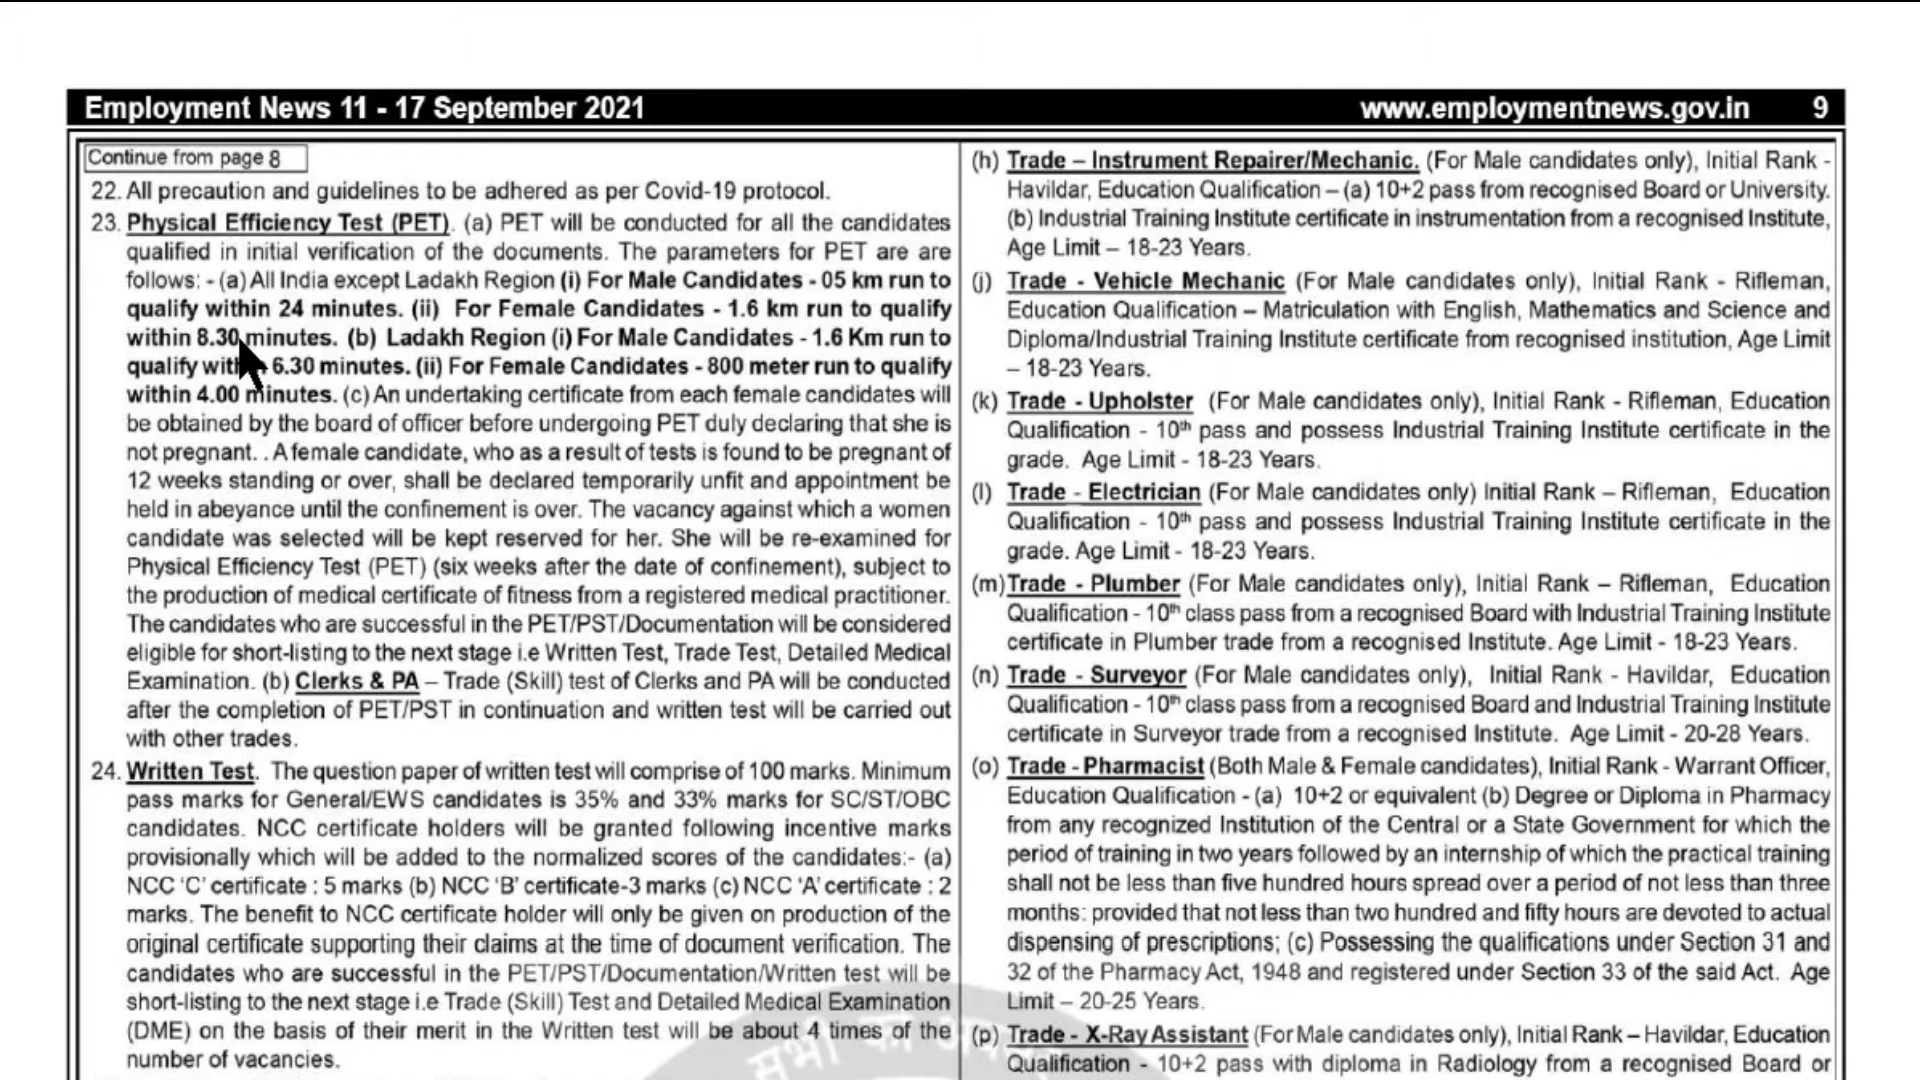 Employment News 11 - 17 September 2021 www.employmentnews.gov.in 9
Continue from page 8
22. All precaution and guidelines to be adhered as per Covid-19 protocol.
23. Physical Efficiency Test (PET). (a) PET will be conducted for all the candidates
qualified in initial verification of the documents. The parameters for PET are are
follows: - (a) All India except Ladakh Region (i) For Male Candidates - 05 km run to
qualify within 24 minutes. (ii) For Female Candidates - 1.6 km run to qualify
within 8.30 minutes. (b) Ladakh Region (i) For Male Candidates - 1.6 Km run to
qualify 6.30 minutes. (ii) For Female Candidates - 800 meter run to qualify
within 4.00 minutes. (c) An undertaking certificate from each female candidates will
be obtained by the board of officer before undergoing PET duly declaring that she is
not pregnant. . A female candidate, who as a result of tests is found to be pregnant of
12 weeks standing or over, shall be declared temporarily unfit and appointment be
held in abeyance until the confinement is over. The vacancy against which a women
candidate was selected will be kept reserved for her. She will be re-examined for
Physical Efficiency Test (PET) (six weeks after the date of confinement), subject to
the production of medical certificate of fitness from a registered medical practitioner.
The candidates who are successful in the PET/PST/Documentation will be considered
eligible for short-listing to the next stage i.e Written Test, Trade Test, Detailed Medical
Examination. (b) Clerks & PA – Trade (Skill) test of Clerks and PA will be conducted
after the completion of PET/PST in continuation and written test will be carried out
with other trades.
24. Written Test. The question paper of written test will comprise of 100 marks. Minimum
pass marks for General/EWS candidates is 35% and 33% marks for SC/ST/OBC
candidates. NCC certificate holders will be granted following incentive marks
provisionally which will be added to the normalized scores of the candidates:- (a)
NCC 'C' certificate : 5 marks (b) NCC 'B' certificate-3 marks (c) NCC 'A' certificate : 2
marks. The benefit to NCC certificate holder will only be given on production of the
original certificate supporting their claims at the time of document verification. The
candidates who are successful in the PET/PST/Documentation/Written test will be
short-listing to the next stage i.e Trade (Skill) Test and Detailed Medical Examination
(DME) on the basis of their merit in the Written test will be about 4 times of the
number of vacancies.
(h) Trade – Instrument Repairer/Mechanic. (For Male candidates only), Initial Rank -
Havildar, Education Qualification – (a) 10+2 pass from recognised Board or University.
(b) Industrial Training Institute certificate in instrumentation from a recognised Institute,
Age Limit – 18-23 Years.
(j) Trade - Vehicle Mechanic (For Male candidates only), Initial Rank - Rifleman,
Education Qualification – Matriculation with English, Mathematics and Science and
Diploma/Industrial Training Institute certificate from recognised institution, Age Limit
– 18-23 Years.
(k) Trade - Upholster (For Male candidates only), Initial Rank - Rifleman, Education
Qualification - 10th pass and possess Industrial Training Institute certificate in the
grade. Age Limit - 18-23 Years.
(l) Trade - Electrician (For Male candidates only) Initial Rank – Rifleman, Education
Qualification - 10th pass and possess Industrial Training Institute certificate in the
grade. Age Limit - 18-23 Years.
(m) Trade - Plumber (For Male candidates only), Initial Rank – Rifleman, Education
Qualification - 10th class pass from a recognised Board with Industrial Training Institute
certificate in Plumber trade from a recognised Institute. Age Limit - 18-23 Years.
(n) Trade - Surveyor (For Male candidates only), Initial Rank - Havildar, Education
Qualification - 10th class pass from a recognised Board and Industrial Training Institute
certificate in Surveyor trade from a recognised Institute. Age Limit - 20-28 Years.
(o) Trade - Pharmacist (Both Male & Female candidates), Initial Rank - Warrant Officer,
Education Qualification - (a) 10+2 or equivalent (b) Degree or Diploma in Pharmacy
from any recognized Institution of the Central or a State Government for which the
period of training in two years followed by an internship of which the practical training
shall not be less than five hundred hours spread over a period of not less than three
months: provided that not less than two hundred and fifty hours are devoted to actual
dispensing of prescriptions; (c) Possessing the qualifications under Section 31 and
32 of the Pharmacy Act, 1948 and registered under Section 33 of the said Act. Age
Limit – 20-25 Years.
(p) Trade - X-Ray Assistant (For Male candidates only), Initial Rank – Havildar, Education
Qualification - 10+2 pass with diploma in Radiology from a recognised Board or
सभी का